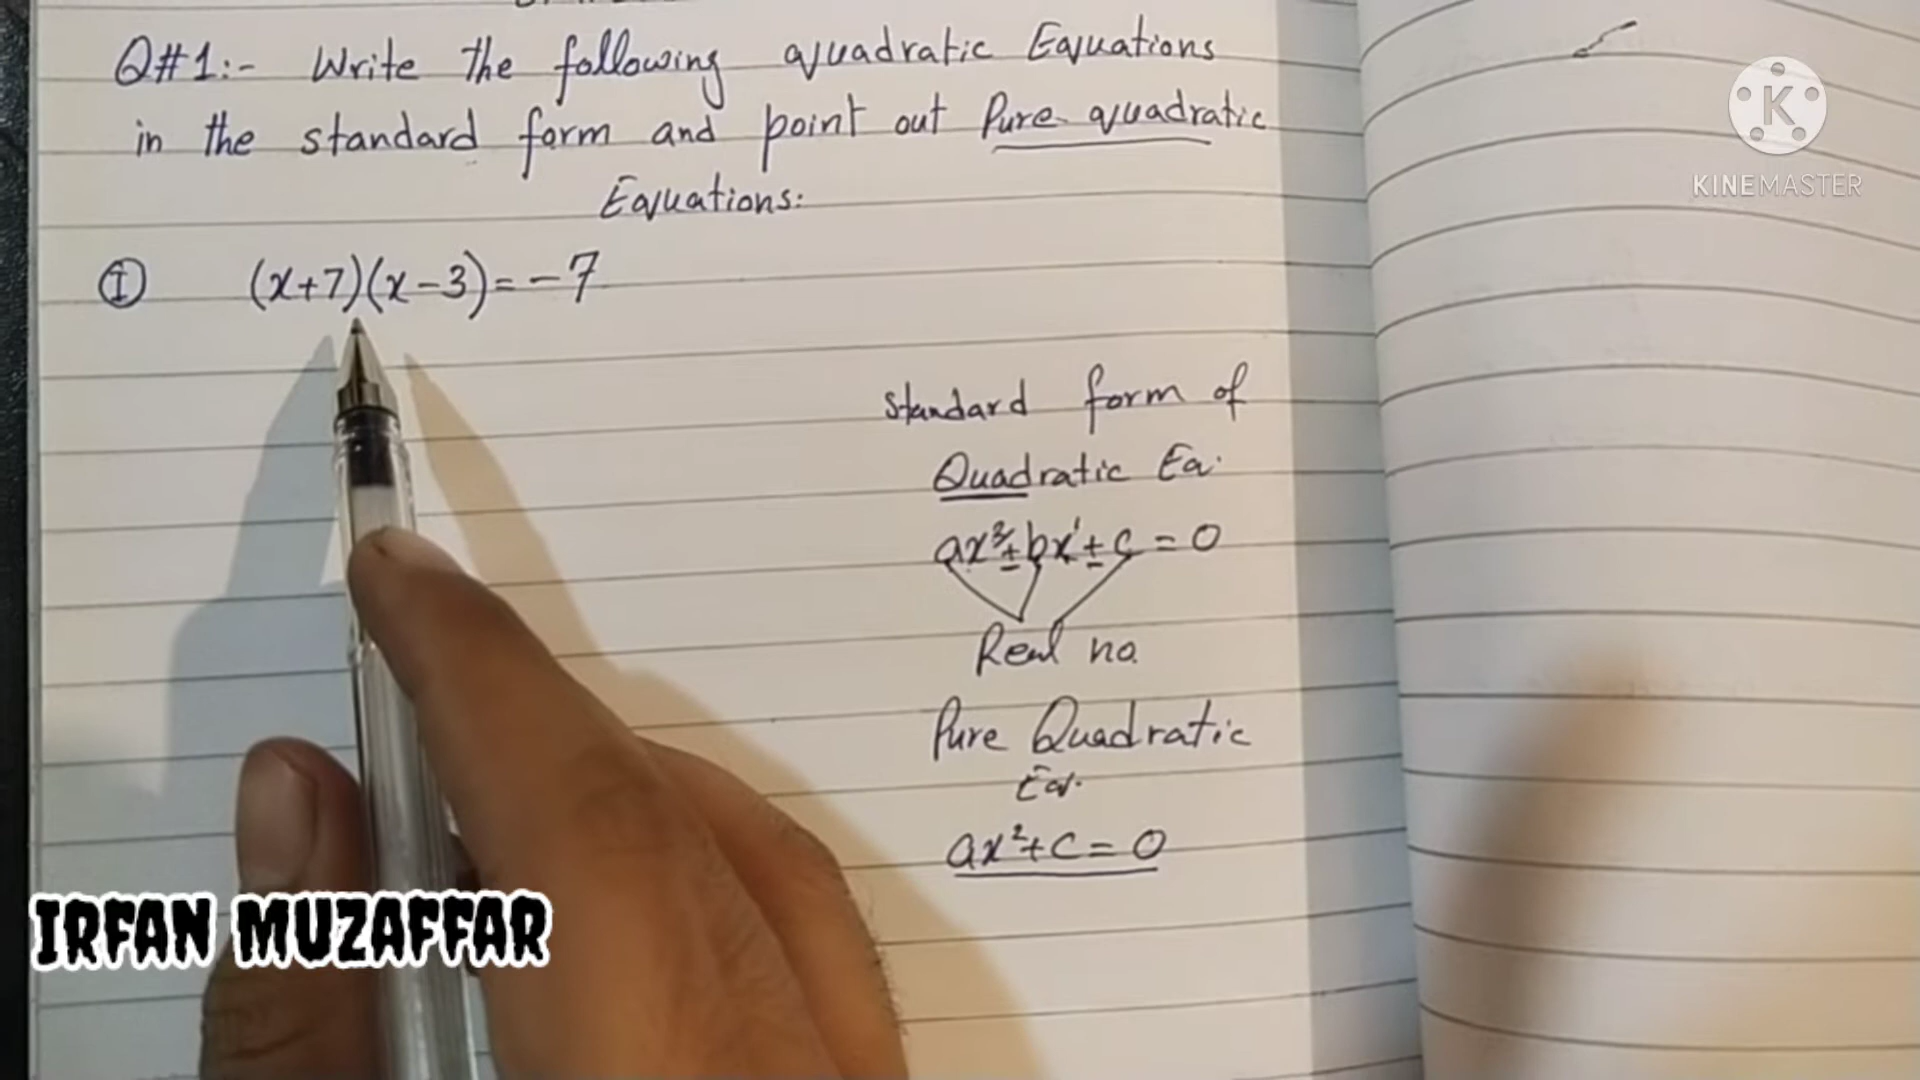 Q#1:- Write the following quadratic Equations
in the standard form and point out Pure quadratic
Equations:
① (x+7)(x-3)=-7
Standard form of
Quadratic Eq.
ax²+bx¹+c=0
Real no.
Pure Quadratic
Eq.
ax²+c=0
K
KINEMASTER
IRFAN MUZAFFAR